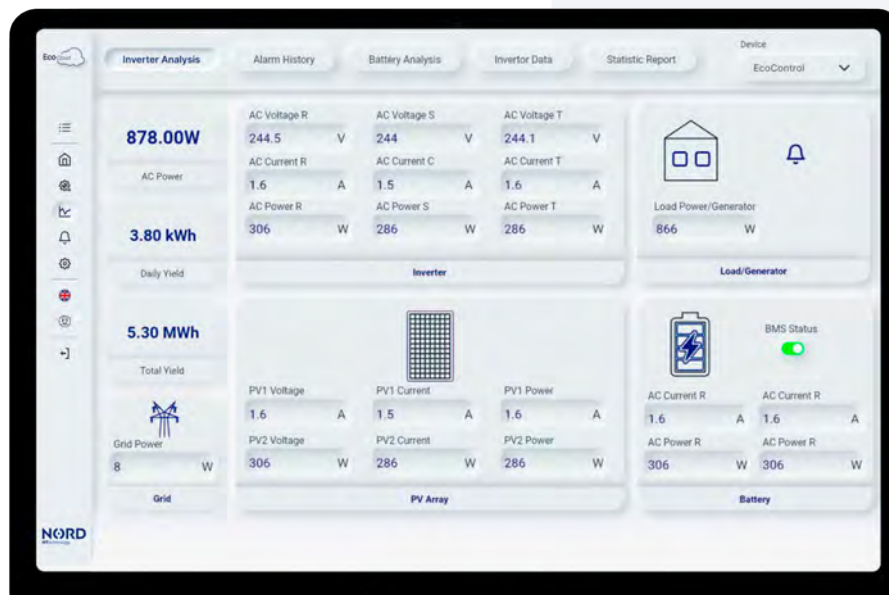 Eco cloud
Inverter Analysis
Alarm History
Battery Analysis
Invertor Data
Statistic Report
Device
EcoControl
878.00W
AC Power
3.80 kWh
Daily Yield
5.30 MWh
Total Yield
Grid Power
8 W
Grid
AC Voltage R AC Voltage S AC Voltage T
244.5 V 244 V 244.1 V
AC Current R AC Current C AC Current T
1.6 A 1.5 A 1.6 A
AC Power R AC Power S AC Power T
306 W 286 W 286 W
Inverter
Load Power/Generator
866 W
Load/Generator
PV1 Voltage PV1 Current PV1 Power
1.6 A 1.5 A 1.6 A
PV2 Voltage PV2 Current PV2 Power
306 W 286 W 286 W
PV Array
BMS Status
AC Current R AC Current R
1.6 A 1.6 A
AC Power R AC Power R
306 W 306 W
Battery
NORD